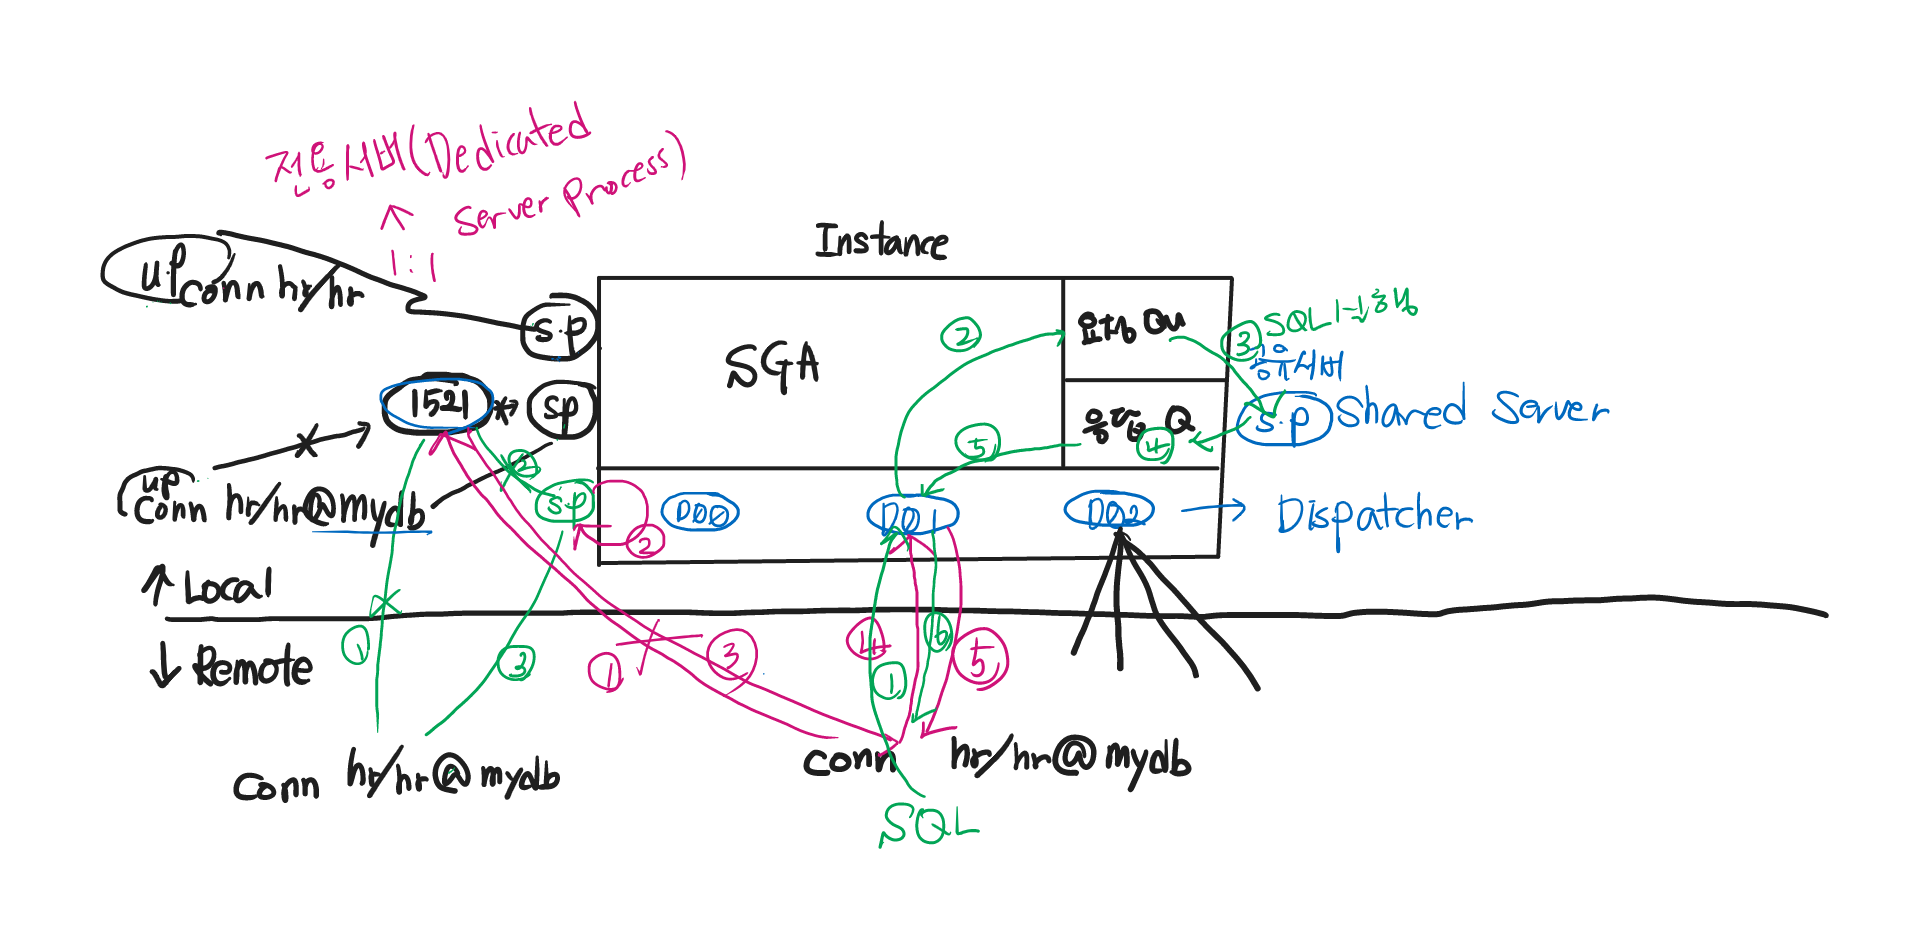 전용서버(Dedicated
Server Process)
1:1
Instance
up
conn hr/hr
s.p
SGA
요청 Qu
②
③ SQL
공유서버
1521
sp
응답 Q
s.p Shared Server
⑤
④
②
up
conn hr/hr@mydb
s.p
②
D00
D01
D02
Dispatcher
↑ Local
↓ Remote
①
③
①
③
④
①
⑥
⑤
conn hr/hr@mydb
conn hr/hr@mydb
SQL